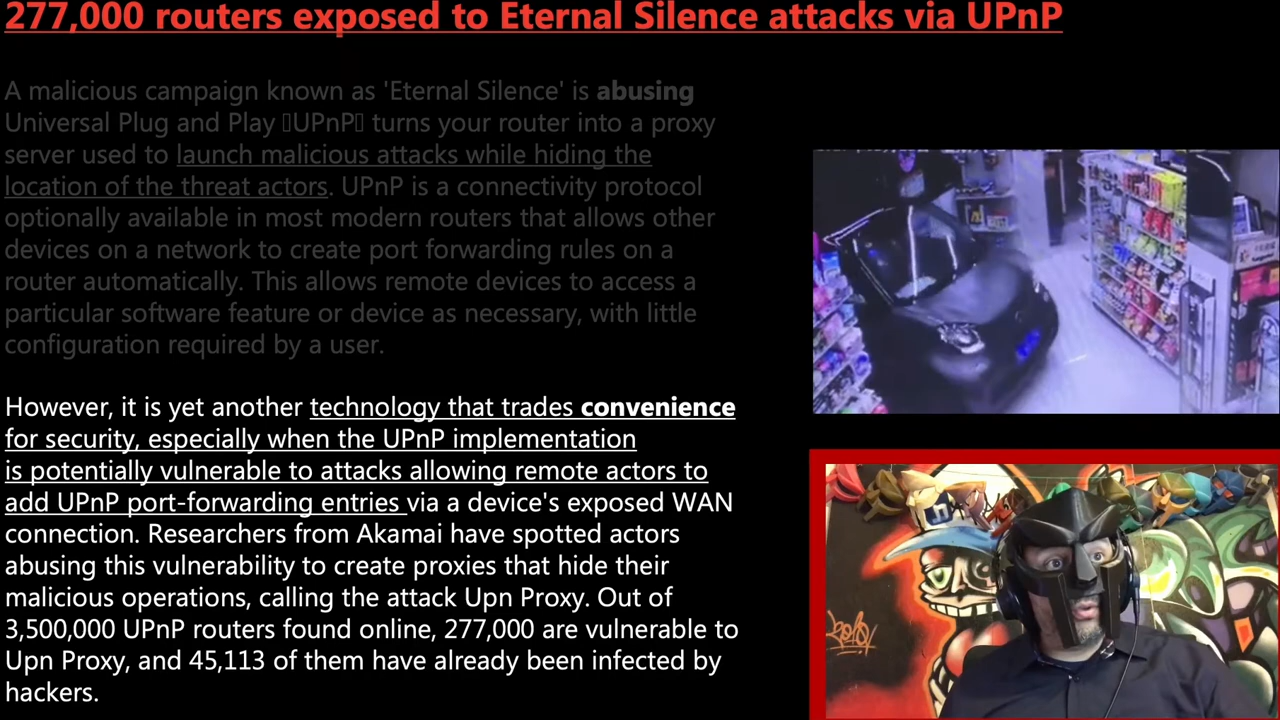 277,000 routers exposed to Eternal Silence attacks via UPnP
A malicious campaign known as 'Eternal Silence' is abusing
Universal Plug and Play ▯UPnP▯ turns your router into a proxy
server used to launch malicious attacks while hiding the
location of the threat actors. UPnP is a connectivity protocol
optionally available in most modern routers that allows other
devices on a network to create port forwarding rules on a
router automatically. This allows remote devices to access a
particular software feature or device as necessary, with little
configuration required by a user.
However, it is yet another technology that trades convenience
for security, especially when the UPnP implementation
is potentially vulnerable to attacks allowing remote actors to
add UPnP port-forwarding entries via a device's exposed WAN
connection. Researchers from Akamai have spotted actors
abusing this vulnerability to create proxies that hide their
malicious operations, calling the attack Upn Proxy. Out of
3,500,000 UPnP routers found online, 277,000 are vulnerable to
Upn Proxy, and 45,113 of them have already been infected by
hackers.